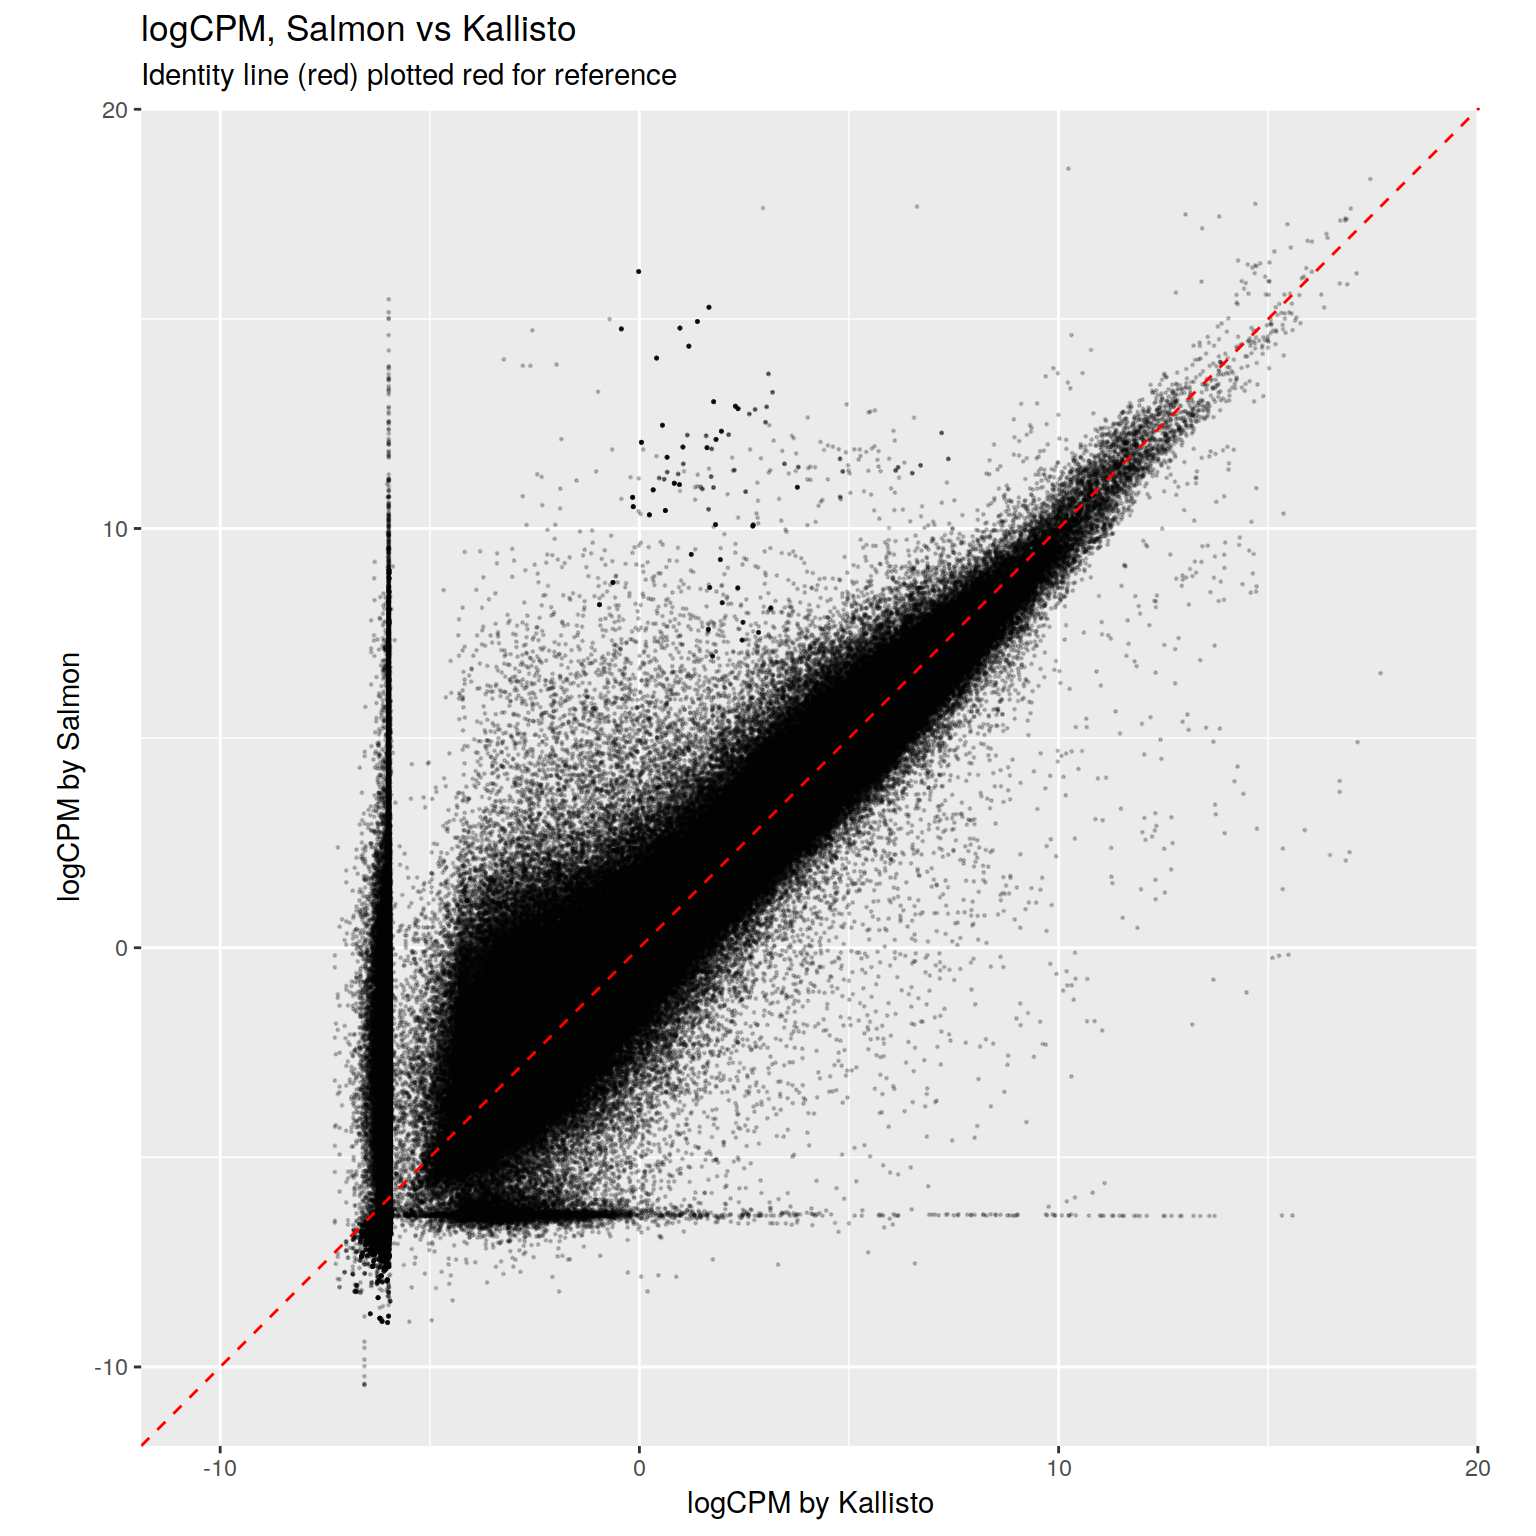 logCPM, Salmon vs Kallisto
Identity line (red) plotted red for reference
20
10
0
-10
logCPM by Salmon
-10
0
10
20
logCPM by Kallisto